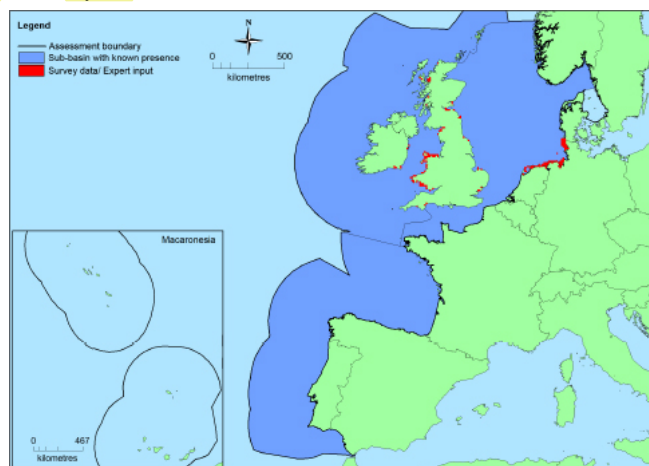 Legend
Assessment boundary
Sub-basin with known presence
Survey data/ Expert input
N
0 500
kilometres
Macaronesia
0 467
kilometres